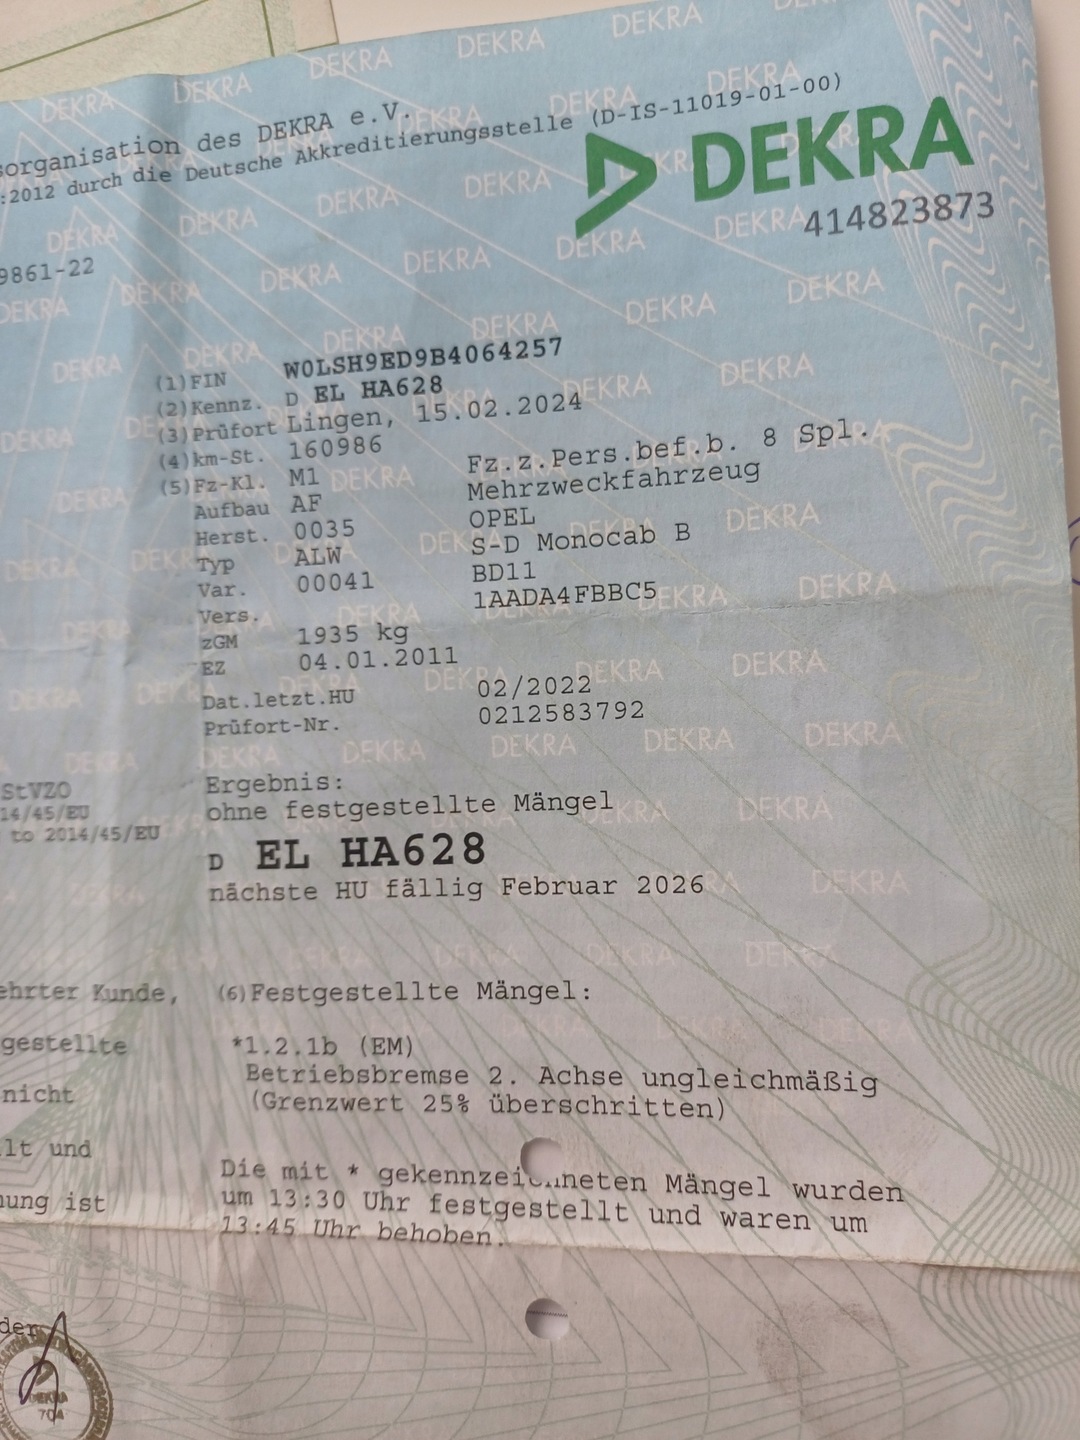 sorganisation des DEKRA e.V.
:2012 durch die Deutsche Akkreditierungsstelle (D-IS-11019-01-00)
DEKRA
414823873
9861-22
(1)FIN W0LSH9ED9B4064257
(2)Kennz. D EL HA628
(3)Prüfort Lingen, 15.02.2024
(4)km-St. 160986
(5)Fz-Kl. M1 Fz.z.Pers.bef.b. 8 Spl.
Aufbau AF Mehrzweckfahrzeug
Herst. 0035 OPEL
Typ ALW S-D Monocab B
Var. 00041 BD11
Vers. 1AADA4FBBC5
zGM 1935 kg
EZ 04.01.2011
Dat.letzt.HU 02/2022
Prüfort-Nr. 0212583792
StVZO
14/45/EU
to 2014/45/EU
Ergebnis:
ohne festgestellte Mängel
D EL HA628
nächste HU fällig Februar 2026
ehrter Kunde,
gestellte
nicht
lt und
nung ist
(6)Festgestellte Mängel:
*1.2.1b (EM)
Betriebsbremse 2. Achse ungleichmäßig
(Grenzwert 25% überschritten)
Die mit * gekennzeichneten Mängel wurden
um 13:30 Uhr festgestellt und waren um
13:45 Uhr behoben.
der
DEKRA
704